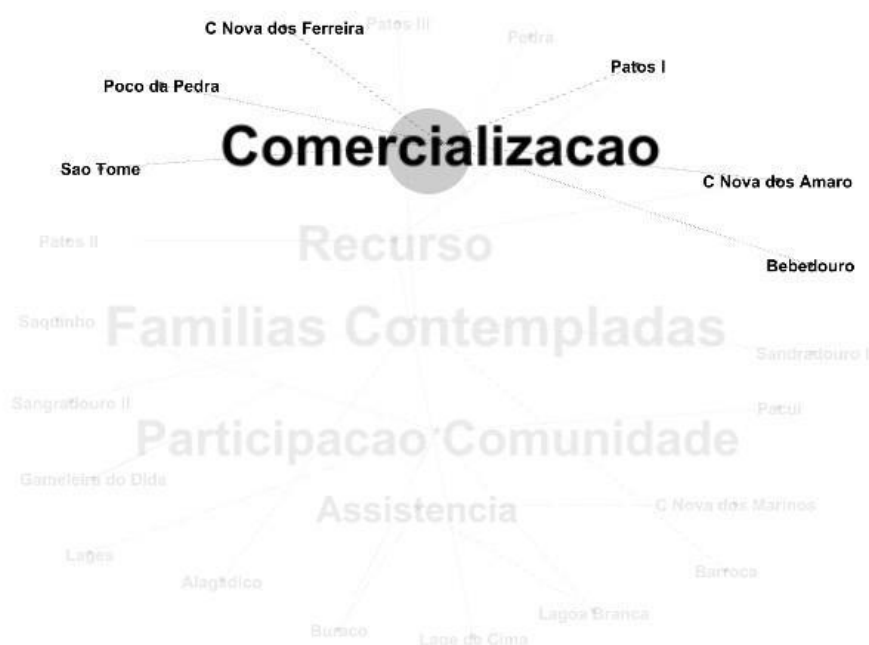 C Nova dos Ferreira
Patos III
Pedra
Patos I
Poco da Pedra
Comercializacao
Sao Tome
C Nova dos Amaro
Patos II
Recurso
Bebedouro
Saquinho
Familias Contempladas
Sandradouro I
Sangradouro II
Pacui
Participacao Comunidade
Gameleira do Dida
Assistencia
C Nova dos Marinos
Lages
Barroca
Alagadico
Lagoa Branca
Buraco
Lage de Cima